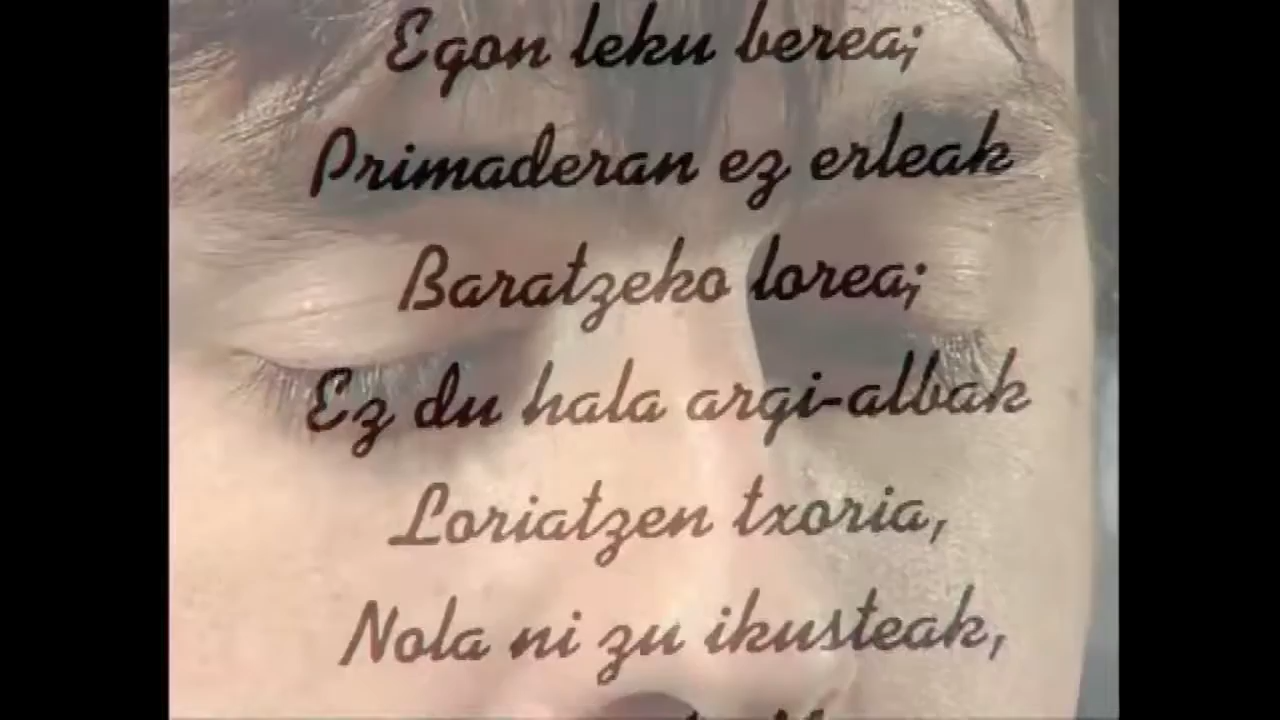 Egon leku berea;
Primaderan ez erleak
Baratzeko lorea;
Ez du hala argi-albak
Loriatzen txoria,
Nola ni zu ikusteak,